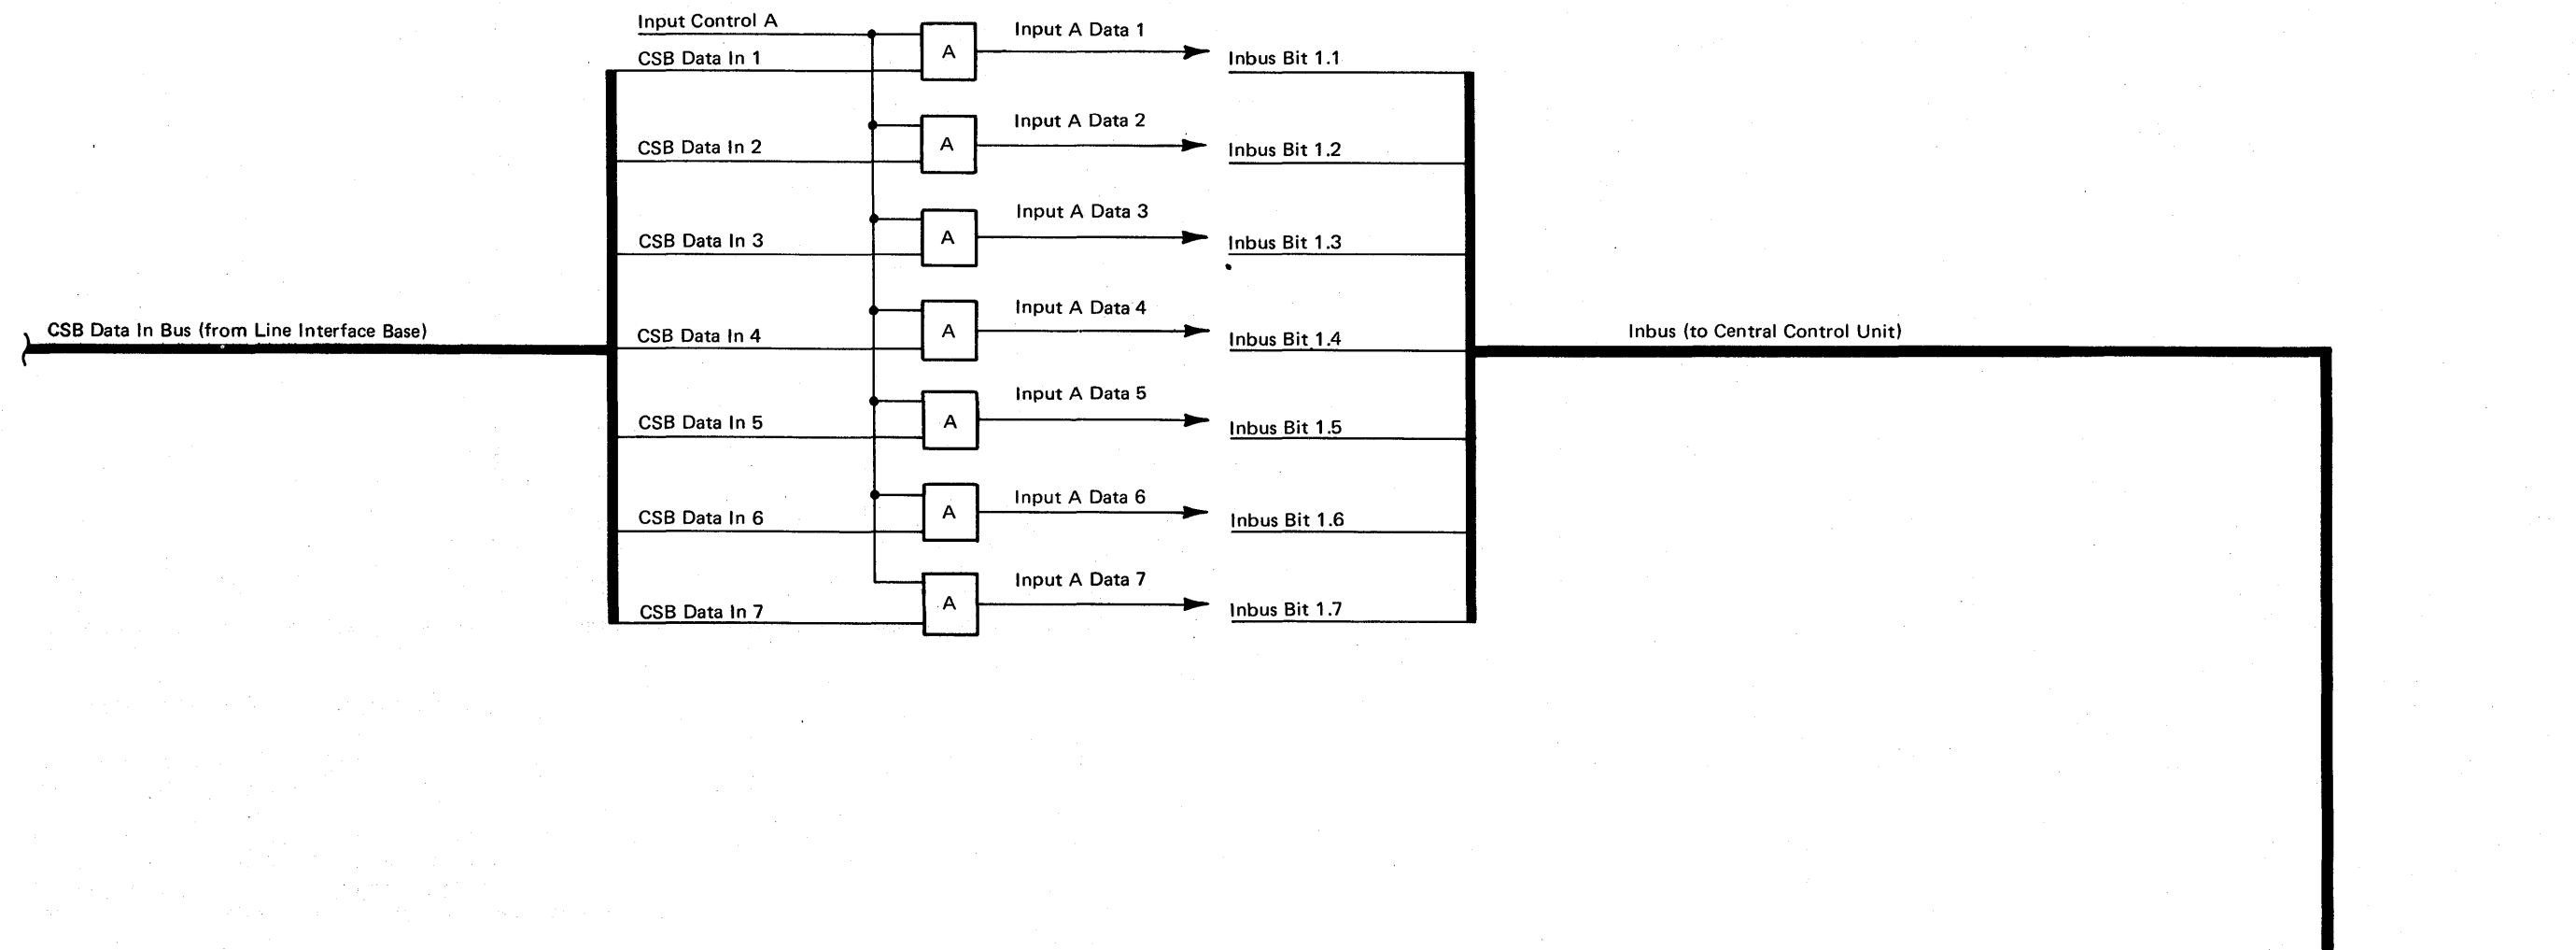 Input Control A
CSB Data In 1
A
Input A Data 1
Inbus Bit 1.1
CSB Data In 2
A
Input A Data 2
Inbus Bit 1.2
CSB Data In 3
A
Input A Data 3
Inbus Bit 1.3
CSB Data In Bus (from Line Interface Base)
CSB Data In 4
A
Input A Data 4
Inbus Bit 1.4
Inbus (to Central Control Unit)
CSB Data In 5
A
Input A Data 5
Inbus Bit 1.5
CSB Data In 6
A
Input A Data 6
Inbus Bit 1.6
CSB Data In 7
A
Input A Data 7
Inbus Bit 1.7